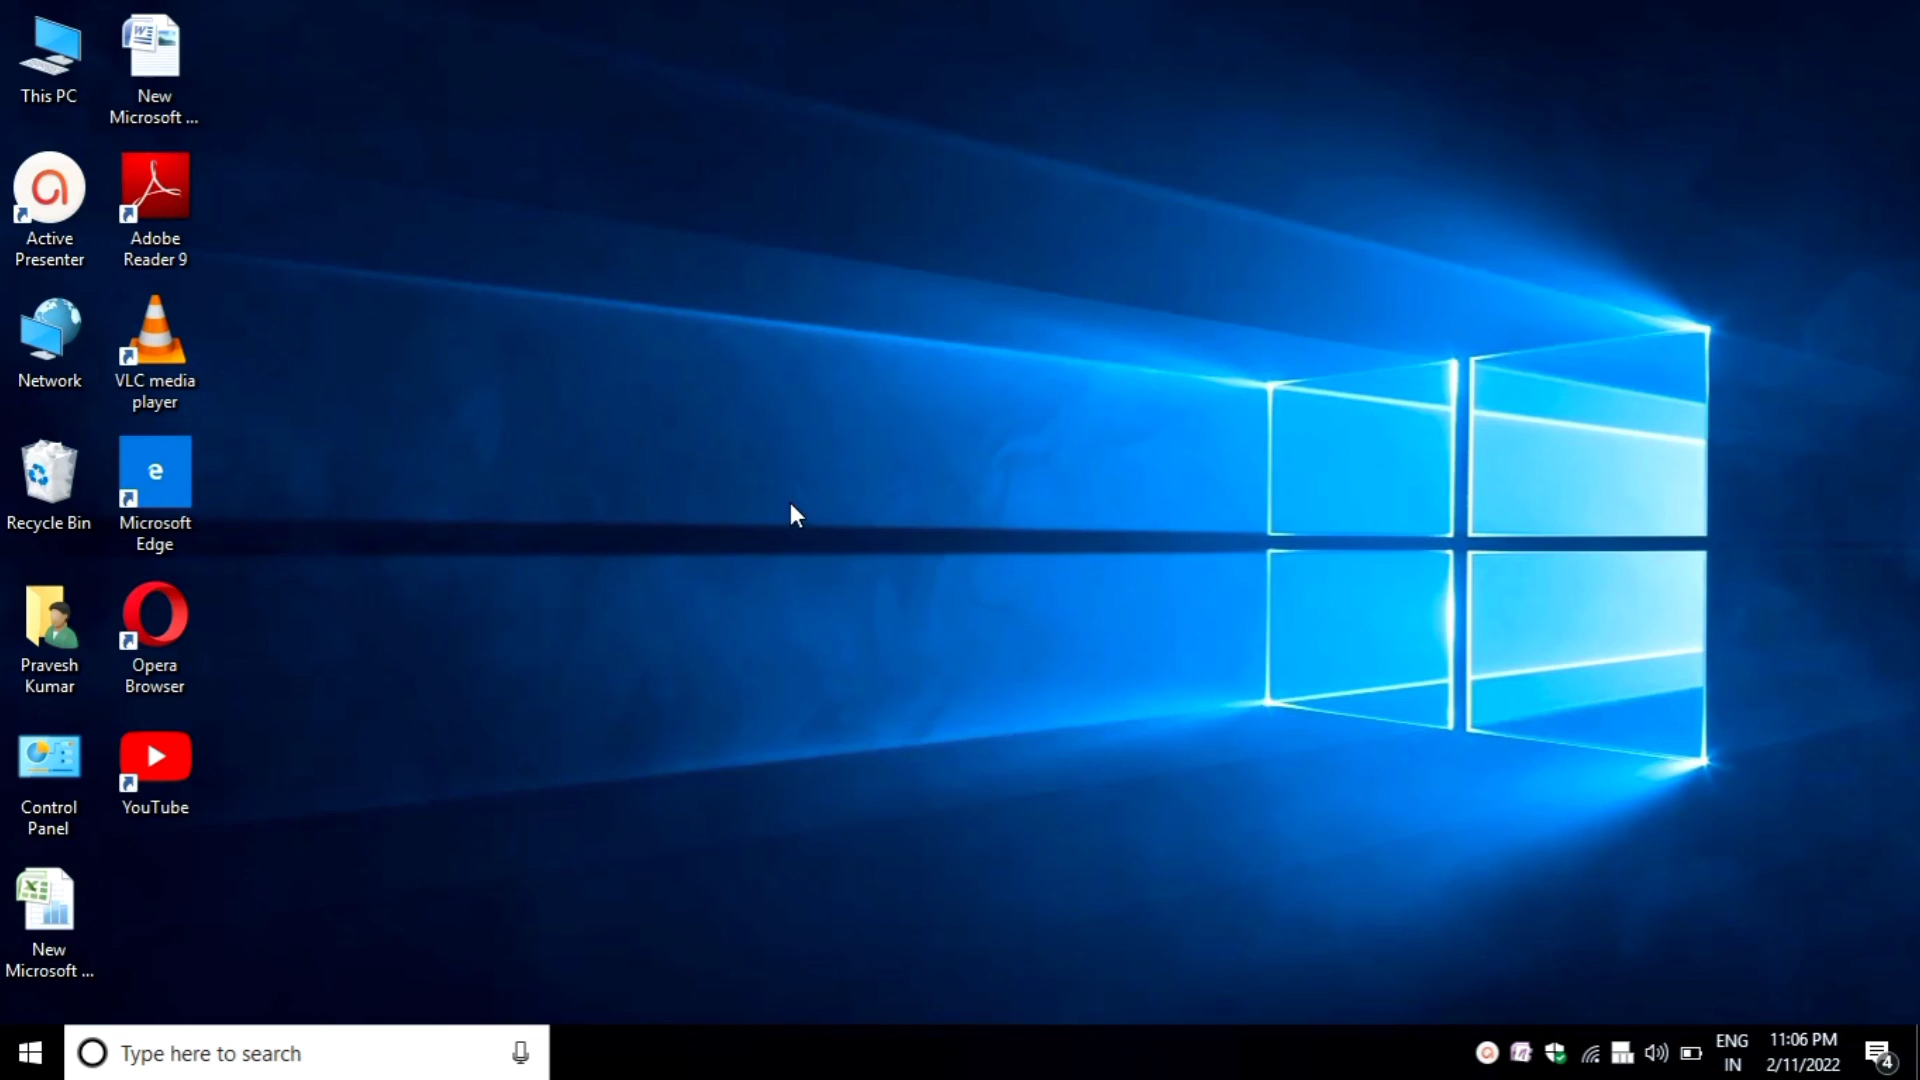 This PC
New
Microsoft ...
Active
Presenter
Adobe
Reader 9
Network
VLC media
player
Recycle Bin
Microsoft
Edge
Pravesh
Kumar
Opera
Browser
Control
Panel
YouTube
New
Microsoft ...
Type here to search
ENG
IN
11:06 PM
2/11/2022
4